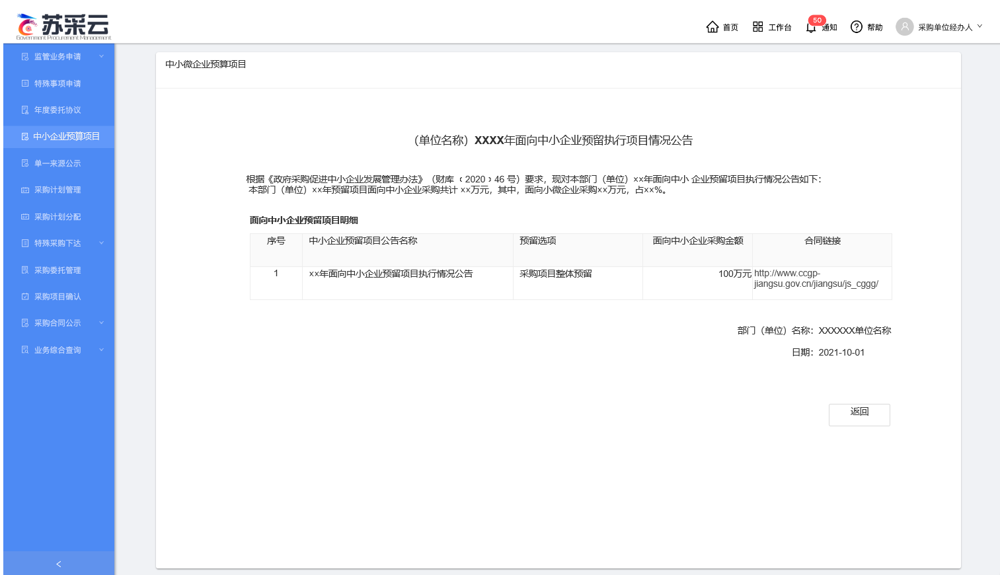 苏采云
Government Procurement Management
首页
工作台
50
通知
帮助
采购单位经办人
监管业务申请
特殊事项申请
年度委托协议
中小企业预算项目
单一来源公示
采购计划管理
采购计划分配
特殊采购下达
采购委托管理
采购项目确认
采购合同公示
业务综合查询
中小微企业预算项目
（单位名称）XXXX年面向中小企业预留执行项目情况公告
根据《政府采购促进中小企业发展管理办法》（财库﹝2020﹞46 号）要求，现对本部门（单位）××年面向中小 企业预留项目执行情况公告如下：
本部门（单位）××年预留项目面向中小企业采购共计 ××万元，其中，面向小微企业采购××万元，占××%。
面向中小企业预留项目明细
序号 中小企业预留项目公告名称 预留选项 面向中小企业采购金额 合同链接
1 ××年面向中小企业预留项目执行情况公告 采购项目整体预留 100万元 http://www.ccgp-
jiangsu.gov.cn/jiangsu/js_cggg/
部门（单位）名称：XXXXXX单位名称
日期：2021-10-01
返回